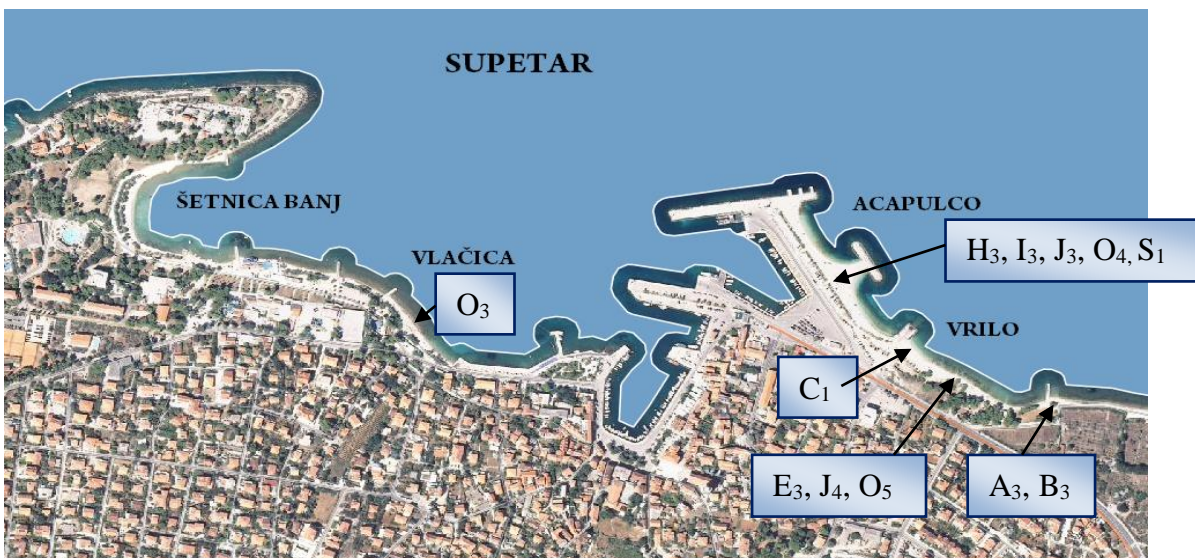 SUPETAR
ŠETNICA BANJ
ACAPULCO
VLAČICA
H₃, I₃, J₃, O₄, S₁
O₃
VRILO
C₁
E₃, J₄, O₅
A₃, B₃